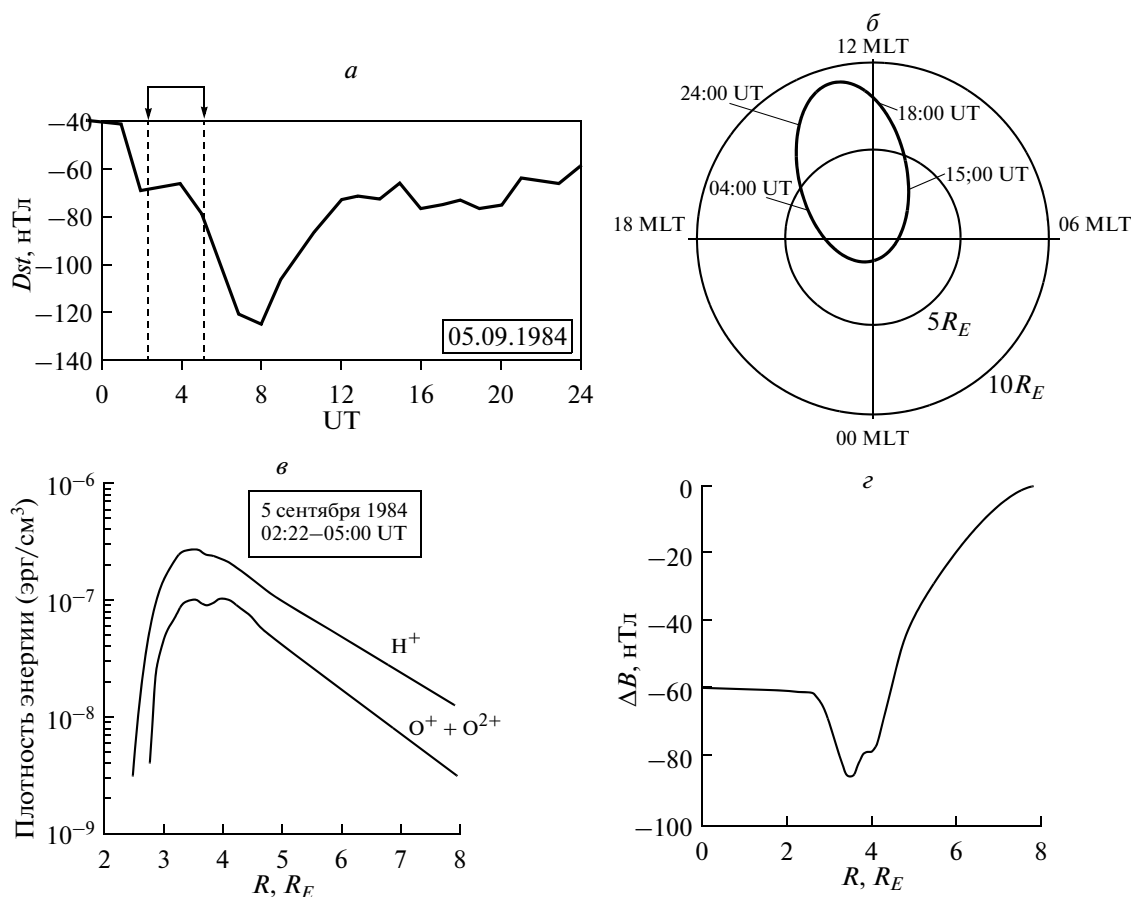 а
−40
−60
−80
−100
−120
−140
Dst, нТл
05.09.1984
0
4
8
12
16
20
24
UT
б
12 MLT
24:00 UT
18:00 UT
04:00 UT
15;00 UT
18 MLT
06 MLT
5R_E
10R_E
00 MLT
в
10^−6
10^−7
10^−8
10^−9
Плотность энергии (эрг/см^3)
5 сентября 1984
02:22−05:00 UT
H^+
O^+ + O^2+
2
3
4
5
6
7
8
R, R_E
г
0
−20
−40
−60
−80
−100
ΔB, нТл
0
2
4
6
8
R, R_E